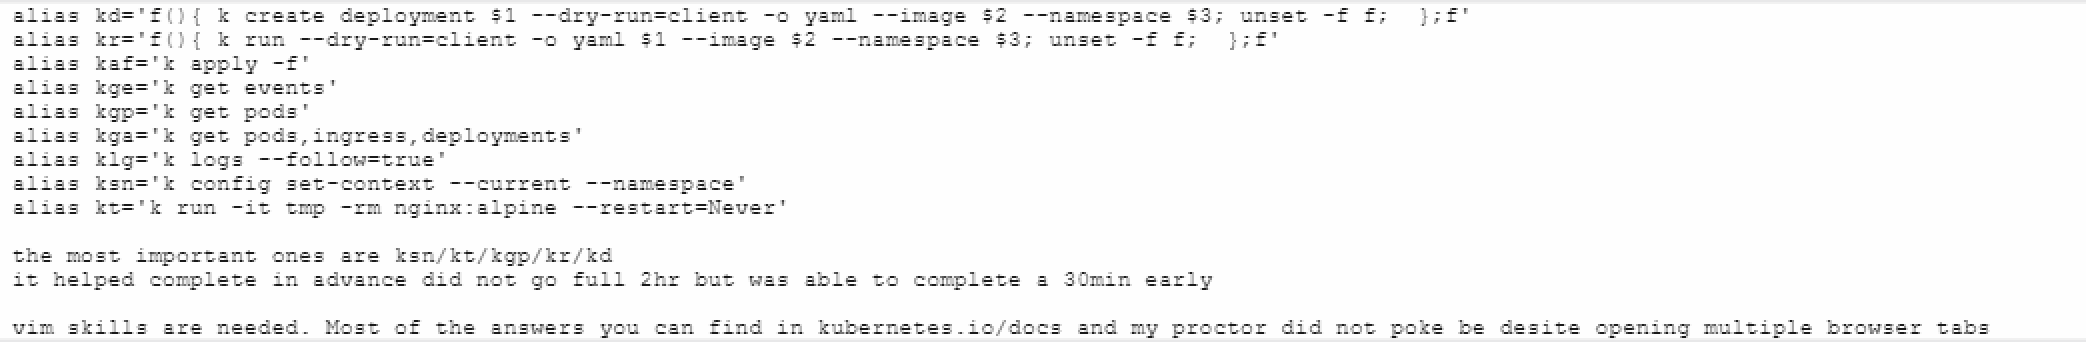 alias kd='f(){ k create deployment $1 --dry-run=client -o yaml --image $2 --namespace $3; unset -f f;  };f'
alias kr='f(){ k run --dry-run=client -o yaml $1 --image $2 --namespace $3; unset -f f;  };f'
alias kaf='k apply -f'
alias kge='k get events'
alias kgp='k get pods'
alias kga='k get pods,ingress,deployments'
alias klg='k logs --follow=true'
alias ksn='k config set-context --current --namespace'
alias kt='k run -it tmp -rm nginx:alpine --restart=Never'
the most important ones are ksn/kt/kgp/kr/kd
it helped complete in advance did not go full 2hr but was able to complete a 30min early
vim skills are needed. Most of the answers you can find in kubernetes.io/docs and my proctor did not poke be desite opening multiple browser tabs